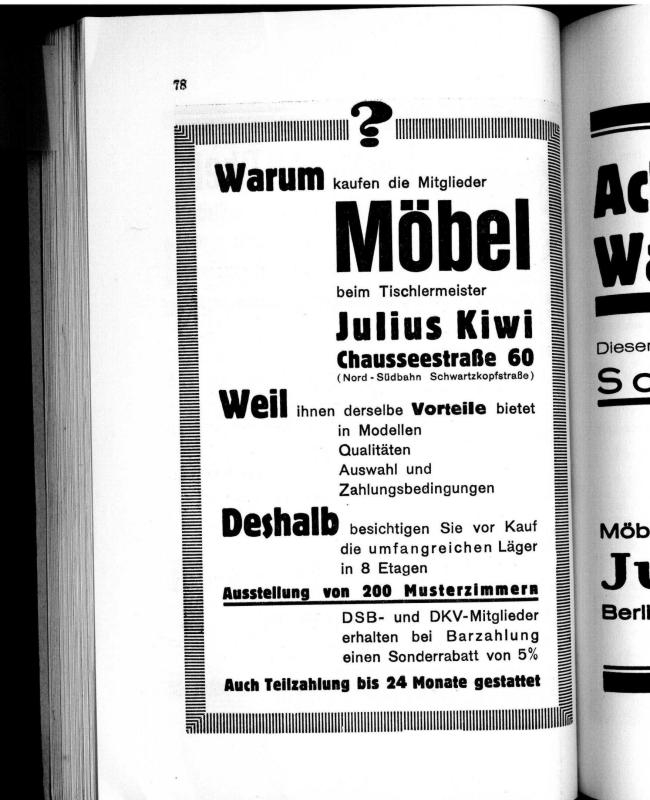 78
?
Warum kaufen die Mitglieder
Möbel
beim Tischlermeister
Julius Kiwi
Chausseestraße 60
(Nord-Südbahn Schwartzkopfstraße)
Weil ihnen derselbe Vorteile bietet
in Modellen
Qualitäten
Auswahl und
Zahlungsbedingungen
Deshalb besichtigen Sie vor Kauf
die umfangreichen Läger
in 8 Etagen
Ausstellung von 200 Musterzimmern
DSB- und DKV-Mitglieder
erhalten bei Barzahlung
einen Sonderrabatt von 5%
Auch Teilzahlung bis 24 Monate gestattet